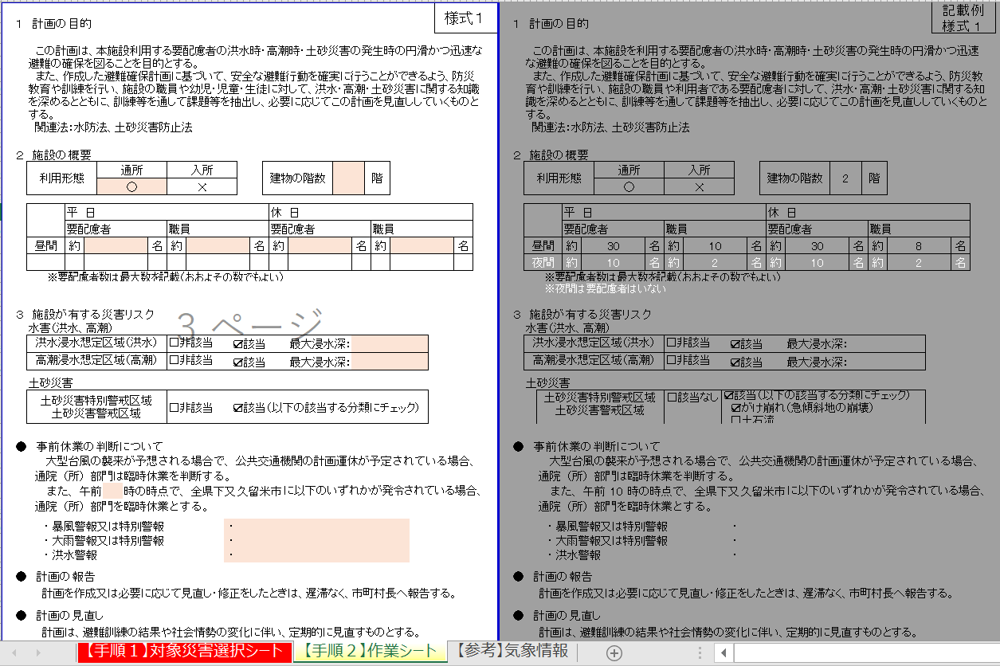 様式１
１ 計画の目的
この計画は、本施設利用する要配慮者の洪水時・高潮時・土砂災害の発生時の円滑かつ迅速な
避難の確保を図ることを目的とする。
また、作成した避難確保計画に基づいて、安全な避難行動を確実に行うことができるよう、防災
教育や訓練を行い、施設の職員や幼児・児童・生徒に対して、洪水・高潮・土砂災害に関する知識
を深めるとともに、訓練等を通して課題等を抽出し、必要に応じてこの計画を見直ししていくものと
する。
関連法：水防法、土砂災害防止法
２ 施設の概要
利用形態 通所 入所 建物の階数 階
○ ×
平 日 休 日
要配慮者 職員 要配慮者 職員
昼間 約 名 約 名 約 名 約 名
※要配慮者数は最大数を記載（おおよその数でもよい）
３ 施設が有する災害リスク
3 ページ
水害（洪水、高潮）
洪水浸水想定区域（洪水） □非該当 ☑該当 最大浸水深：
高潮浸水想定区域（高潮） □非該当 ☑該当 最大浸水深：
土砂災害
土砂災害特別警戒区域
土砂災害警戒区域 □非該当 ☑該当（以下の該当する分類にチェック）
● 事前休業の判断について
大型台風の襲来が予想される場合で、公共交通機関の計画運休が予定されている場合、
通院（所）部門は臨時休業を判断する。
また、午前 時の時点で、全県下又久留米市に以下のいずれかが発令されている場合、
通院（所）部門を臨時休業とする。
・暴風警報又は特別警報 ・
・大雨警報又は特別警報 ・
・洪水警報 ・
● 計画の報告
計画を作成又は必要に応じて見直し・修正をしたときは、遅滞なく、市町村長へ報告する。
● 計画の見直し
計画は、避難訓練の結果や社会情勢の変化に伴い、定期的に見直すものとする。
記載例
様式１
１ 計画の目的
この計画は、本施設を利用する要配慮者の洪水時・高潮時・土砂災害の発生時の円滑かつ迅速
な避難の確保を図ることを目的とする。
また、作成した避難確保計画に基づいて、安全な避難行動を確実に行うことができるよう、防災教
育や訓練を行い、施設の職員や利用者である要配慮者に対して、洪水・高潮・土砂災害に関する知
識を深めるとともに、訓練等を通して課題等を抽出し、必要に応じてこの計画を見直ししていくものと
する。
関連法：水防法、土砂災害防止法
２ 施設の概要
利用形態 通所 入所 建物の階数 2 階
○ ×
平 日 休 日
要配慮者 職員 要配慮者 職員
昼間 約 30 名 約 10 名 約 30 名 約 8 名
夜間 約 10 名 約 2 名 約 10 名 約 2 名
※要配慮者数は最大数を記載（おおよその数でもよい）
※夜間は要配慮者はいない
３ 施設が有する災害リスク
水害（洪水、高潮）
洪水浸水想定区域（洪水） □非該当 ☑該当 最大浸水深：
高潮浸水想定区域（高潮） □非該当 ☑該当 最大浸水深：
土砂災害
土砂災害特別警戒区域
土砂災害警戒区域 □該当なし ☑該当（以下の該当する分類にチェック）
☑がけ崩れ（急傾斜地の崩壊）
□土石流
● 事前休業の判断について
大型台風の襲来が予想される場合で、公共交通機関の計画運休が予定されている場合、
通院（所）部門は臨時休業を判断する。
また、午前 10 時の時点で、全県下又久留米市に以下のいずれかが発令されている場合、
通院（所）部門を臨時休業とする。
・暴風警報又は特別警報 ・
・大雨警報又は特別警報
・洪水警報 ・
● 計画の報告
計画を作成又は必要に応じて見直し・修正をしたときは、遅滞なく、市町村長へ報告する。
● 計画の見直し
計画は、避難訓練の結果や社会情勢の変化に伴い、定期的に見直すものとする。
【手順１】対象災害選択シート 【手順２】作業シート 【参考】気象情報